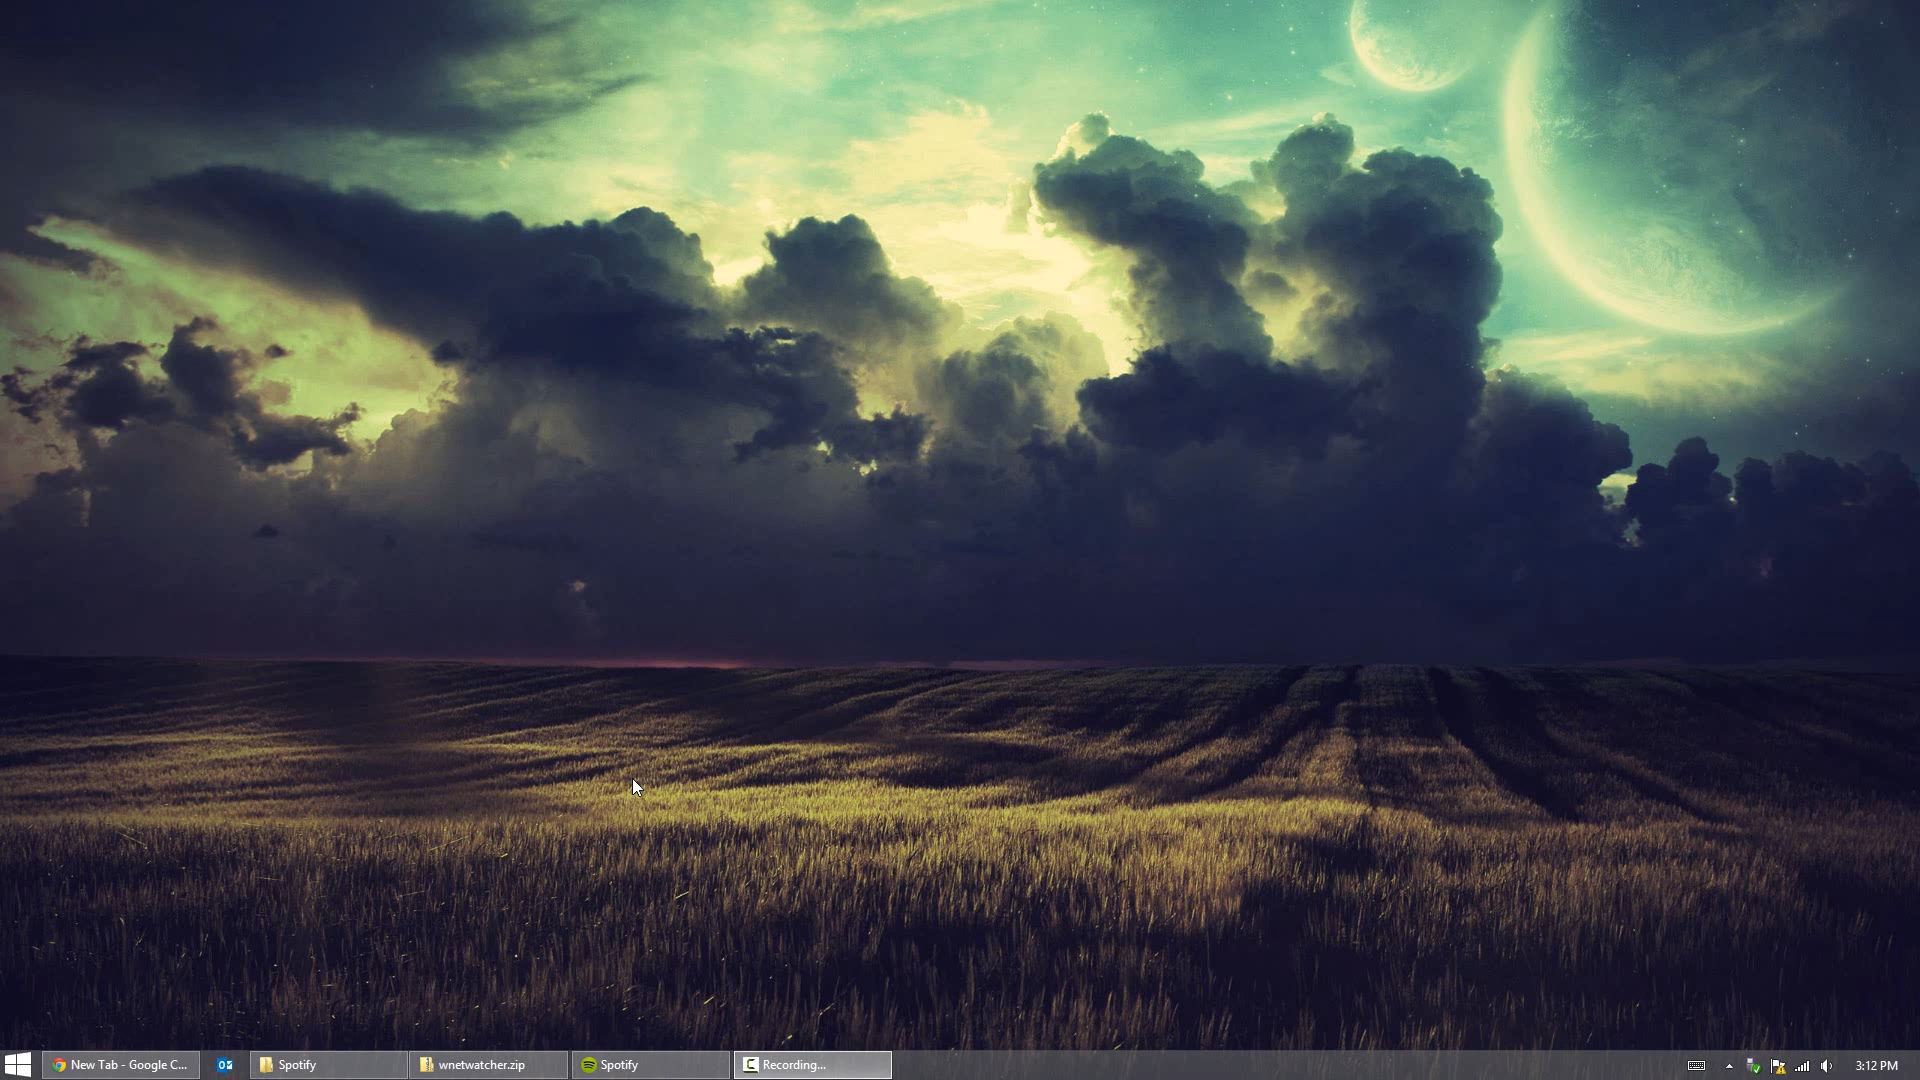 New Tab - Google C...
Spotify
wnetwatcher.zip
Spotify
Recording...
3:12 PM